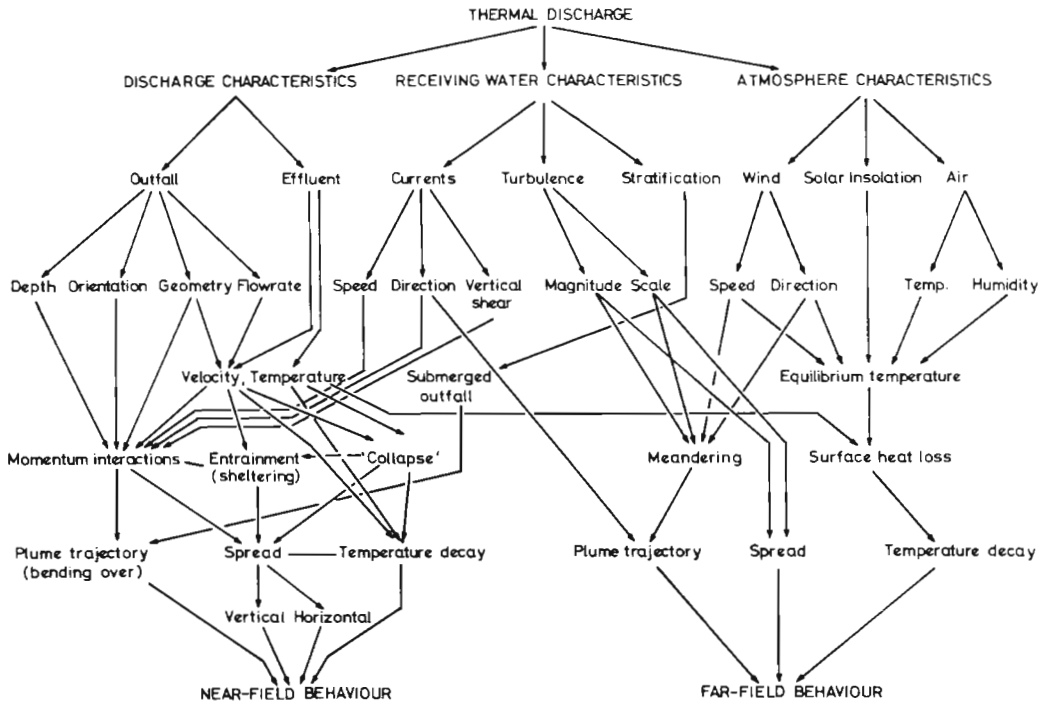 THERMAL DISCHARGE
DISCHARGE CHARACTERISTICS RECEIVING WATER CHARACTERISTICS ATMOSPHERE CHARACTERISTICS
Outfall Effluent Currents Turbulence Stratification Wind Solar Insolation Air
Depth Orientation Geometry Flowrate Speed Direction Vertical Magnitude Scale Speed Direction Temp. Humidity
shear
Velocity, Temperature Submerged Equilibrium temperature
outfall
Momentum interactions Entrainment 'Collapse' Meandering Surface heat loss
(sheltering)
Plume trajectory Spread Temperature decay Plume trajectory Spread Temperature decay
(bending over)
Vertical Horizontal
NEAR-FIELD BEHAVIOUR FAR-FIELD BEHAVIOUR